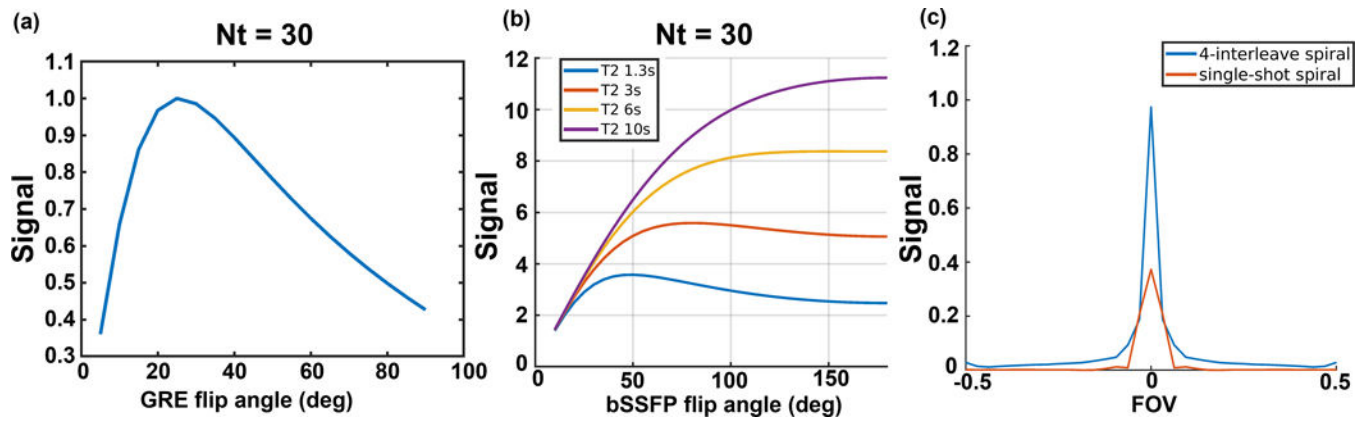 (a)
Nt = 30
1.1
1.0
0.9
0.8
0.7
0.6
0.5
0.4
0.3
Signal
0 20 40 60 80 100
GRE flip angle (deg)
(b)
Nt = 30
T2 1.3s
T2 3s
T2 6s
T2 10s
12
10
8
6
4
2
0
Signal
0 50 100 150
bSSFP flip angle (deg)
(c)
4-interleave spiral
single-shot spiral
1.2
1.0
0.8
0.6
0.4
0.2
0
Signal
-0.5 0 0.5
FOV